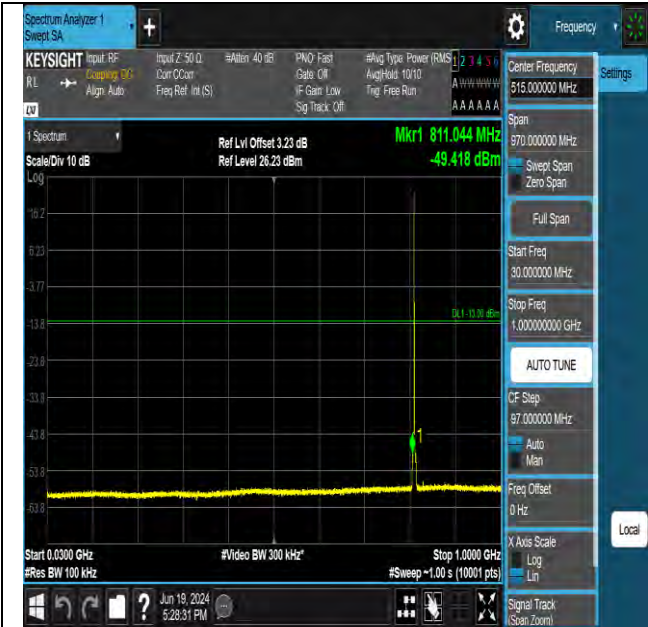 Spectrum Analyzer 1
Swept SA
+
Frequency
KEYSIGHT
RL
LXI
Input: RF
Coupling: DC
Align: Auto
Input Z: 50 Ω
Corr CCorr
Freq Ref: Int (S)
#Atten: 40 dB
PNO: Fast
Gate: Off
IF Gain: Low
Sig Track: Off
#Avg Type: Power (RMS
Avg|Hold: 10/10
Trig: Free Run
1 2 3 4 5 6
A W W W W W
A A A A A A
Center Frequency
515.000000 MHz
Settings
Span
970.000000 MHz
Swept Span
Zero Span
Full Span
Start Freq
30.000000 MHz
Stop Freq
1.000000000 GHz
AUTO TUNE
CF Step
97.000000 MHz
Auto
Man
Freq Offset
0 Hz
X Axis Scale
Log
Lin
Signal Track
(Span Zoom)
Local
1 Spectrum
Scale/Div 10 dB
Log
Ref Lvl Offset 3.23 dB
Ref Level 26.23 dBm
Mkr1 811.044 MHz
-49.418 dBm
16.2
6.23
-3.77
DL1 -13.00 dBm
-13.8
-23.8
-33.8
-43.8
1
-53.8
-63.8
Start 0.0300 GHz
#Res BW 100 kHz
#Video BW 300 kHz*
Stop 1.0000 GHz
#Sweep ~1.00 s (10001 pts)
?
Jun 19, 2024
5:28:31 PM